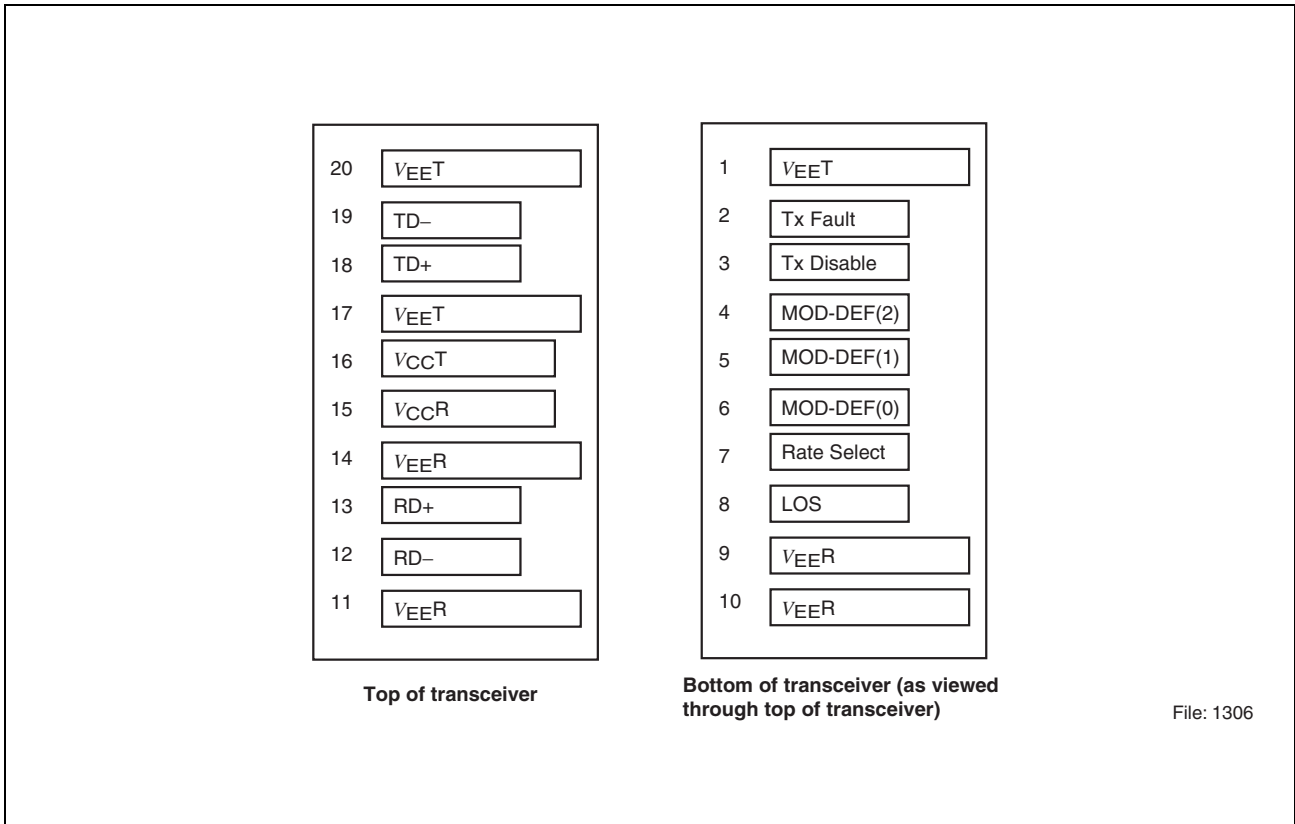 20 VEET
19 TD–
18 TD+
17 VEET
16 VCCT
15 VCCR
14 VEER
13 RD+
12 RD–
11 VEER
Top of transceiver
1 VEET
2 Tx Fault
3 Tx Disable
4 MOD-DEF(2)
5 MOD-DEF(1)
6 MOD-DEF(0)
7 Rate Select
8 LOS
9 VEER
10 VEER
Bottom of transceiver (as viewed
through top of transceiver)
File: 1306